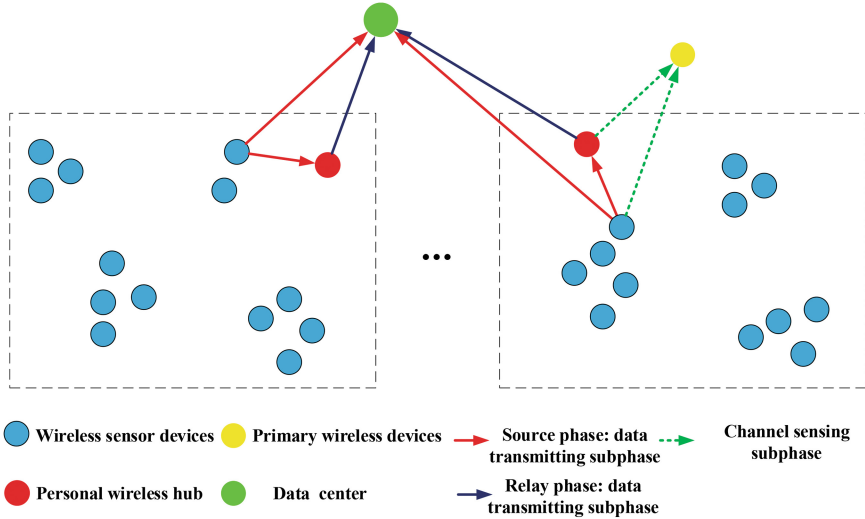 ...
Wireless sensor devices
Primary wireless devices
Source phase: data
transmitting subphase
Channel sensing
subphase
Personal wireless hub
Data center
Relay phase: data
transmitting subphase